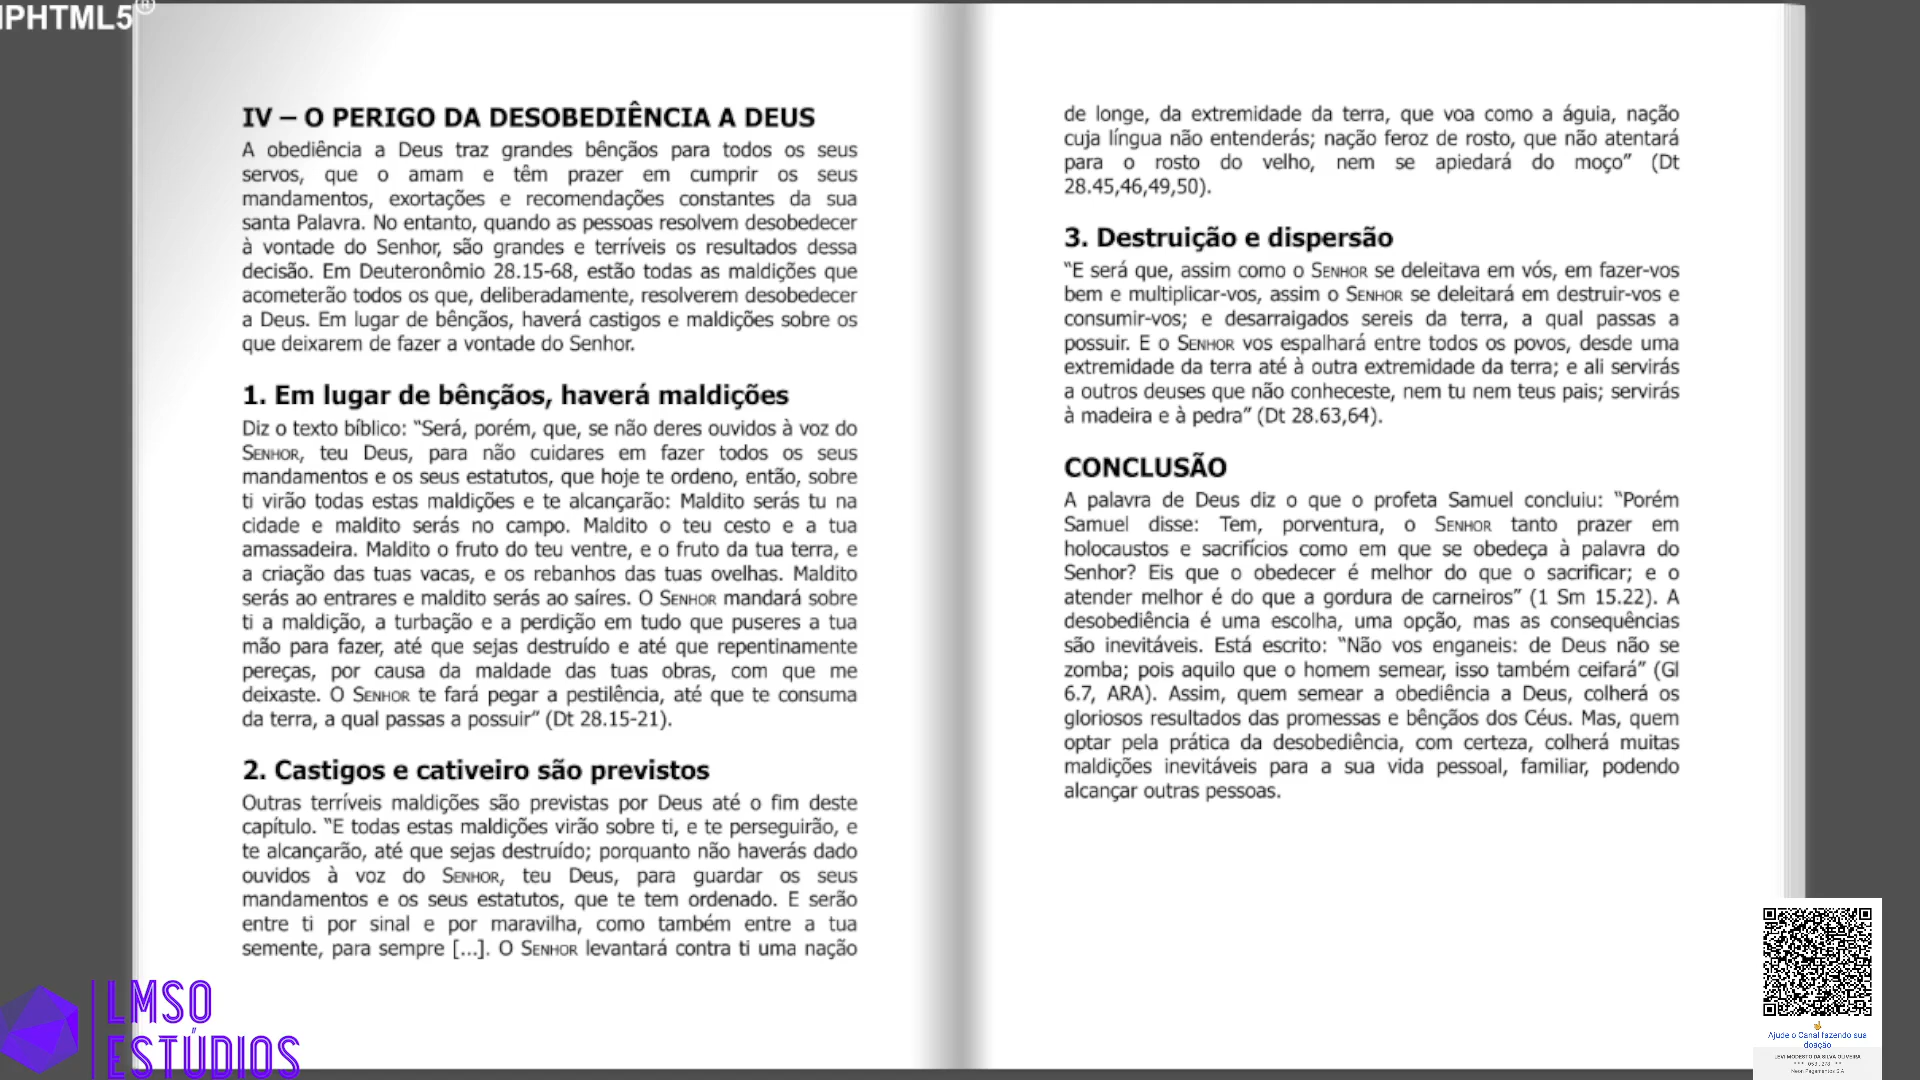 IPHTML5®
IV – O PERIGO DA DESOBEDIÊNCIA A DEUS
A obediência a Deus traz grandes bênçãos para todos os seus
servos, que o amam e têm prazer em cumprir os seus
mandamentos, exortações e recomendações constantes da sua
santa Palavra. No entanto, quando as pessoas resolvem desobedecer
à vontade do Senhor, são grandes e terríveis os resultados dessa
decisão. Em Deuteronômio 28.15-68, estão todas as maldições que
acometerão todos os que, deliberadamente, resolverem desobedecer
a Deus. Em lugar de bênçãos, haverá castigos e maldições sobre os
que deixarem de fazer a vontade do Senhor.
1. Em lugar de bênçãos, haverá maldições
Diz o texto bíblico: “Será, porém, que, se não deres ouvidos à voz do
SENHOR, teu Deus, para não cuidares em fazer todos os seus
mandamentos e os seus estatutos, que hoje te ordeno, então, sobre
ti virão todas estas maldições e te alcançarão: Maldito serás tu na
cidade e maldito serás no campo. Maldito o teu cesto e a tua
amassadeira. Maldito o fruto do teu ventre, e o fruto da tua terra, e
a criação das tuas vacas, e os rebanhos das tuas ovelhas. Maldito
serás ao entrares e maldito serás ao saíres. O SENHOR mandará sobre
ti a maldição, a turbação e a perdição em tudo que puseres a tua
mão para fazer, até que sejas destruído e até que repentinamente
pereças, por causa da maldade das tuas obras, com que me
deixaste. O SENHOR te fará pegar a pestilência, até que te consuma
da terra, a qual passas a possuir” (Dt 28.15-21).
2. Castigos e cativeiro são previstos
Outras terríveis maldições são previstas por Deus até o fim deste
capítulo. “E todas estas maldições virão sobre ti, e te perseguirão, e
te alcançarão, até que sejas destruído; porquanto não haverás dado
ouvidos à voz do SENHOR, teu Deus, para guardar os seus
mandamentos e os seus estatutos, que te tem ordenado. E serão
entre ti por sinal e por maravilha, como também entre a tua
semente, para sempre [...]. O SENHOR levantará contra ti uma nação
de longe, da extremidade da terra, que voa como a águia, nação
cuja língua não entenderás; nação feroz de rosto, que não atentará
para o rosto do velho, nem se apiedará do moço” (Dt
28.45,46,49,50).
3. Destruição e dispersão
“E será que, assim como o SENHOR se deleitava em vós, em fazer-vos
bem e multiplicar-vos, assim o SENHOR se deleitará em destruir-vos e
consumir-vos; e desarraigados sereis da terra, a qual passas a
possuir. E o SENHOR vos espalhará entre todos os povos, desde uma
extremidade da terra até à outra extremidade da terra; e ali servirás
a outros deuses que não conheceste, nem tu nem teus pais; servirás
à madeira e à pedra” (Dt 28.63,64).
CONCLUSÃO
A palavra de Deus diz o que o profeta Samuel concluiu: “Porém
Samuel disse: Tem, porventura, o SENHOR tanto prazer em
holocaustos e sacrifícios como em que se obedeça à palavra do
Senhor? Eis que o obedecer é melhor do que o sacrificar; e o
atender melhor é do que a gordura de carneiros” (1 Sm 15.22). A
desobediência é uma escolha, uma opção, mas as consequências
são inevitáveis. Está escrito: “Não vos enganeis: de Deus não se
zomba; pois aquilo que o homem semear, isso também ceifará” (Gl
6.7, ARA). Assim, quem semear a obediência a Deus, colherá os
gloriosos resultados das promessas e bênçãos dos Céus. Mas, quem
optar pela prática da desobediência, com certeza, colherá muitas
maldições inevitáveis para a sua vida pessoal, familiar, podendo
alcançar outras pessoas.
LMSO
ESTÚDIOS
Ajude o Canal fazendo sua
doação
LEVI MODESTO DA SILVA OLIVEIRA
Neon Pagamentos S.A.